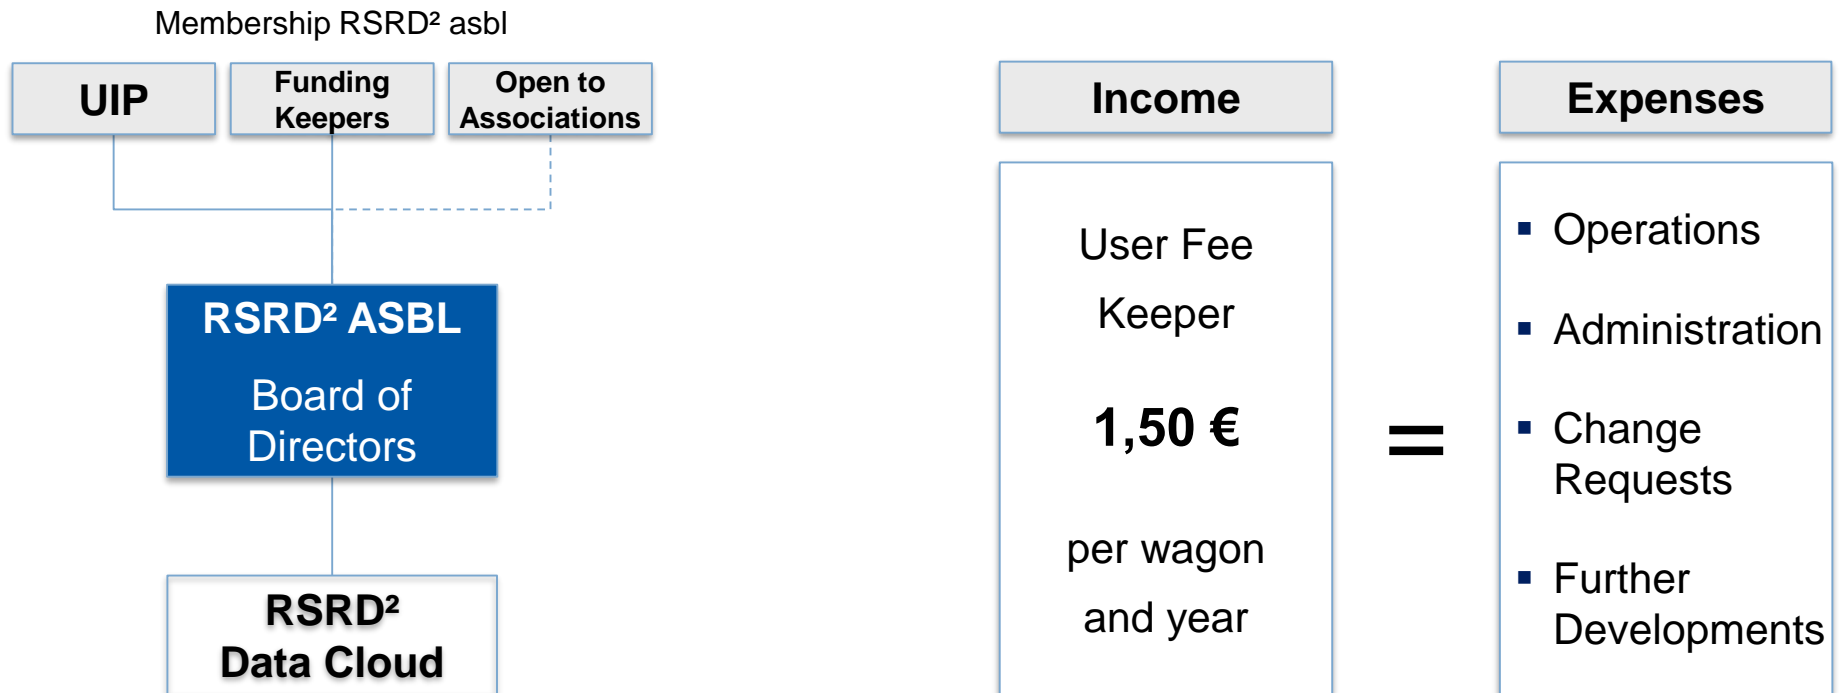 Membership RSRD² asbl
UIP
Funding
Keepers
Open to
Associations
RSRD² ASBL
Board of
Directors
RSRD²
Data Cloud
Income
User Fee
Keeper
1,50 €
per wagon
and year
=
Expenses
▪ Operations
▪ Administration
▪ Change
Requests
▪ Further
Developments